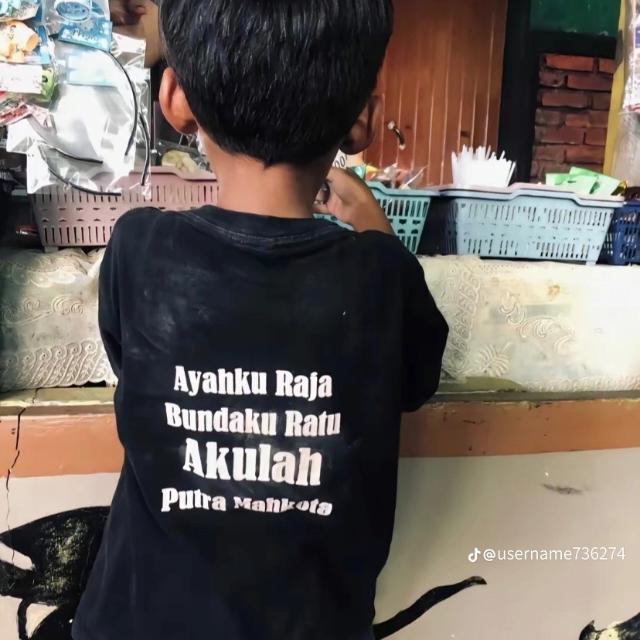 Ayahku Raja
Bundaku Ratu
Akulah
Putra Mahkota
@username736274